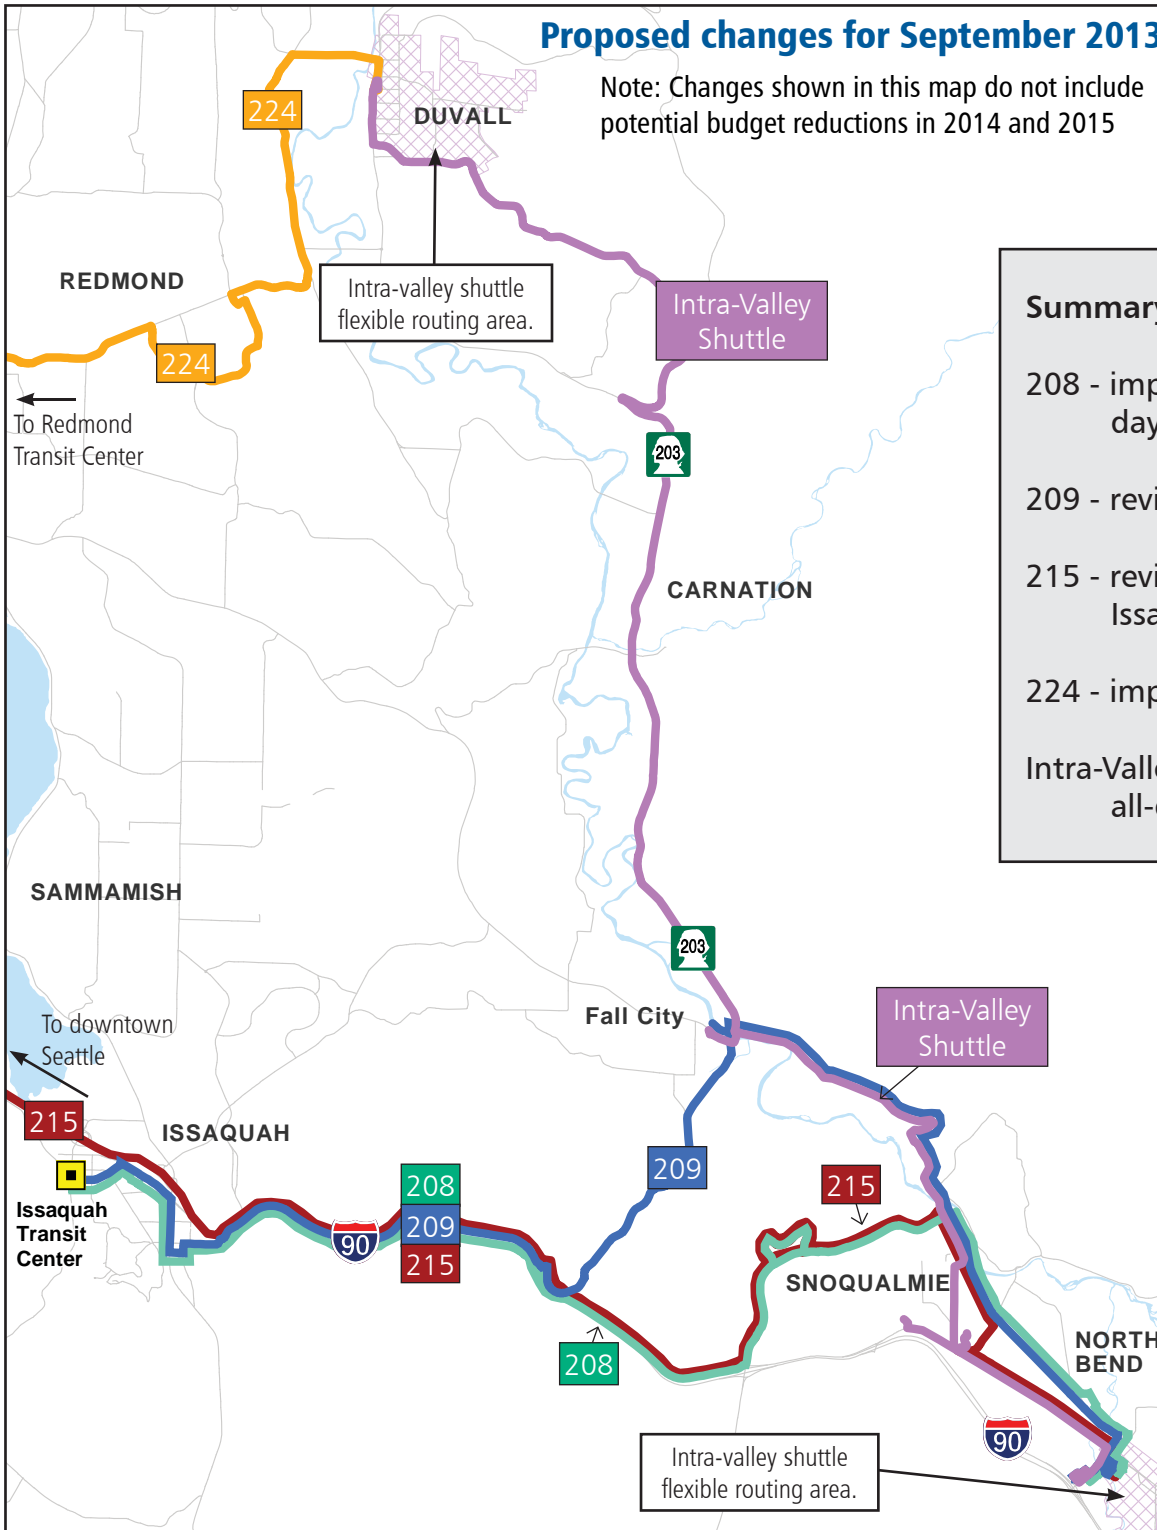 Proposed changes for September 2013
Note: Changes shown in this map do not include
potential budget reductions in 2014 and 2015
224
DUVALL
REDMOND
Intra-valley shuttle
flexible routing area.
Intra-Valley
Shuttle
224
To Redmond
Transit Center
203
CARNATION
Summary
208 - imp
day
209 - revi
215 - revi
Issa
224 - imp
Intra-Valle
all-
SAMMAMISH
203
Fall City
Intra-Valley
Shuttle
To downtown
Seattle
215
ISSAQUAH
Issaquah
Transit
Center
208
209
215
90
209
215
SNOQUALMIE
208
NORTH
BEND
90
Intra-valley shuttle
flexible routing area.